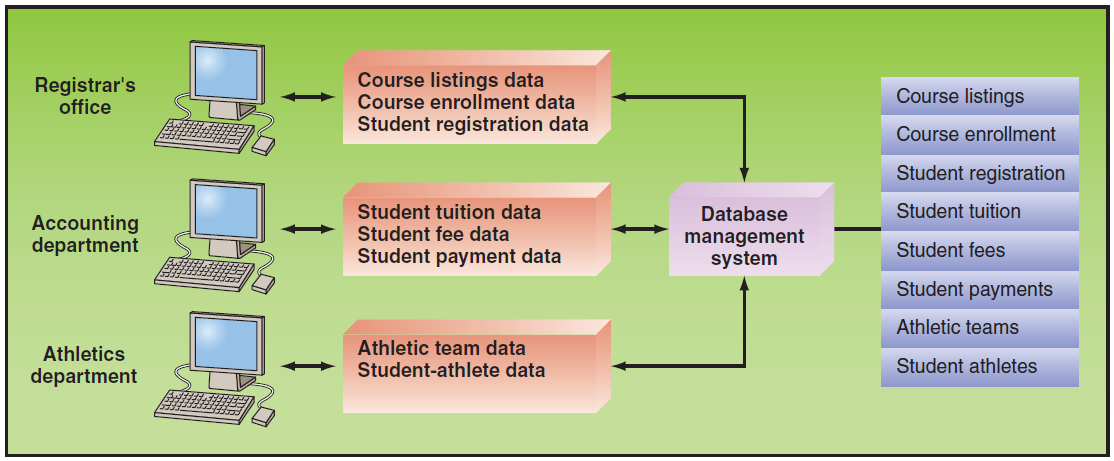 Registrar's
office
Course listings data
Course enrollment data
Student registration data
Accounting
department
Student tuition data
Student fee data
Student payment data
Athletics
department
Athletic team data
Student-athlete data
Database
management
system
Course listings
Course enrollment
Student registration
Student tuition
Student fees
Student payments
Athletic teams
Student athletes